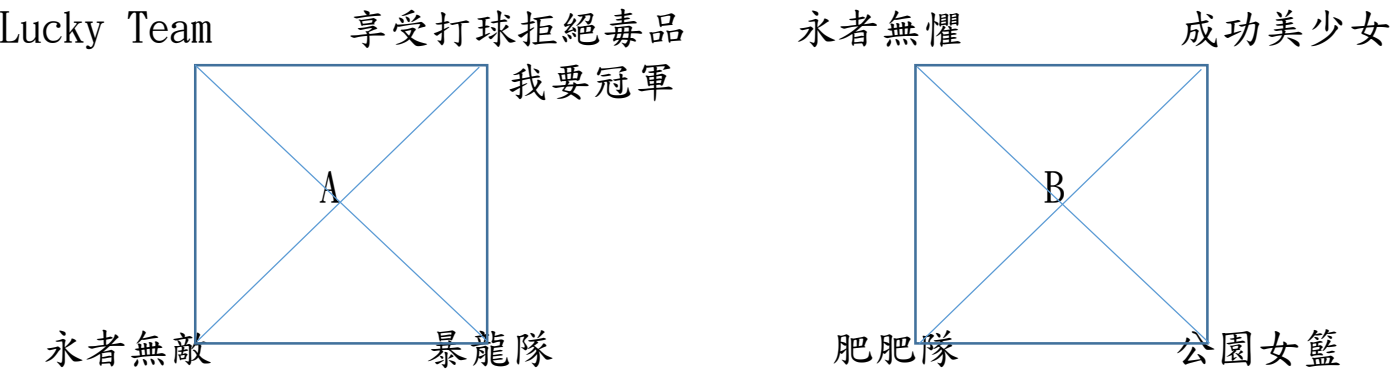 Lucky Team
享受打球拒絕毒品
我要冠軍
永者無懼
成功美少女
A
B
永者無敵
暴龍隊
肥肥隊
公園女籃